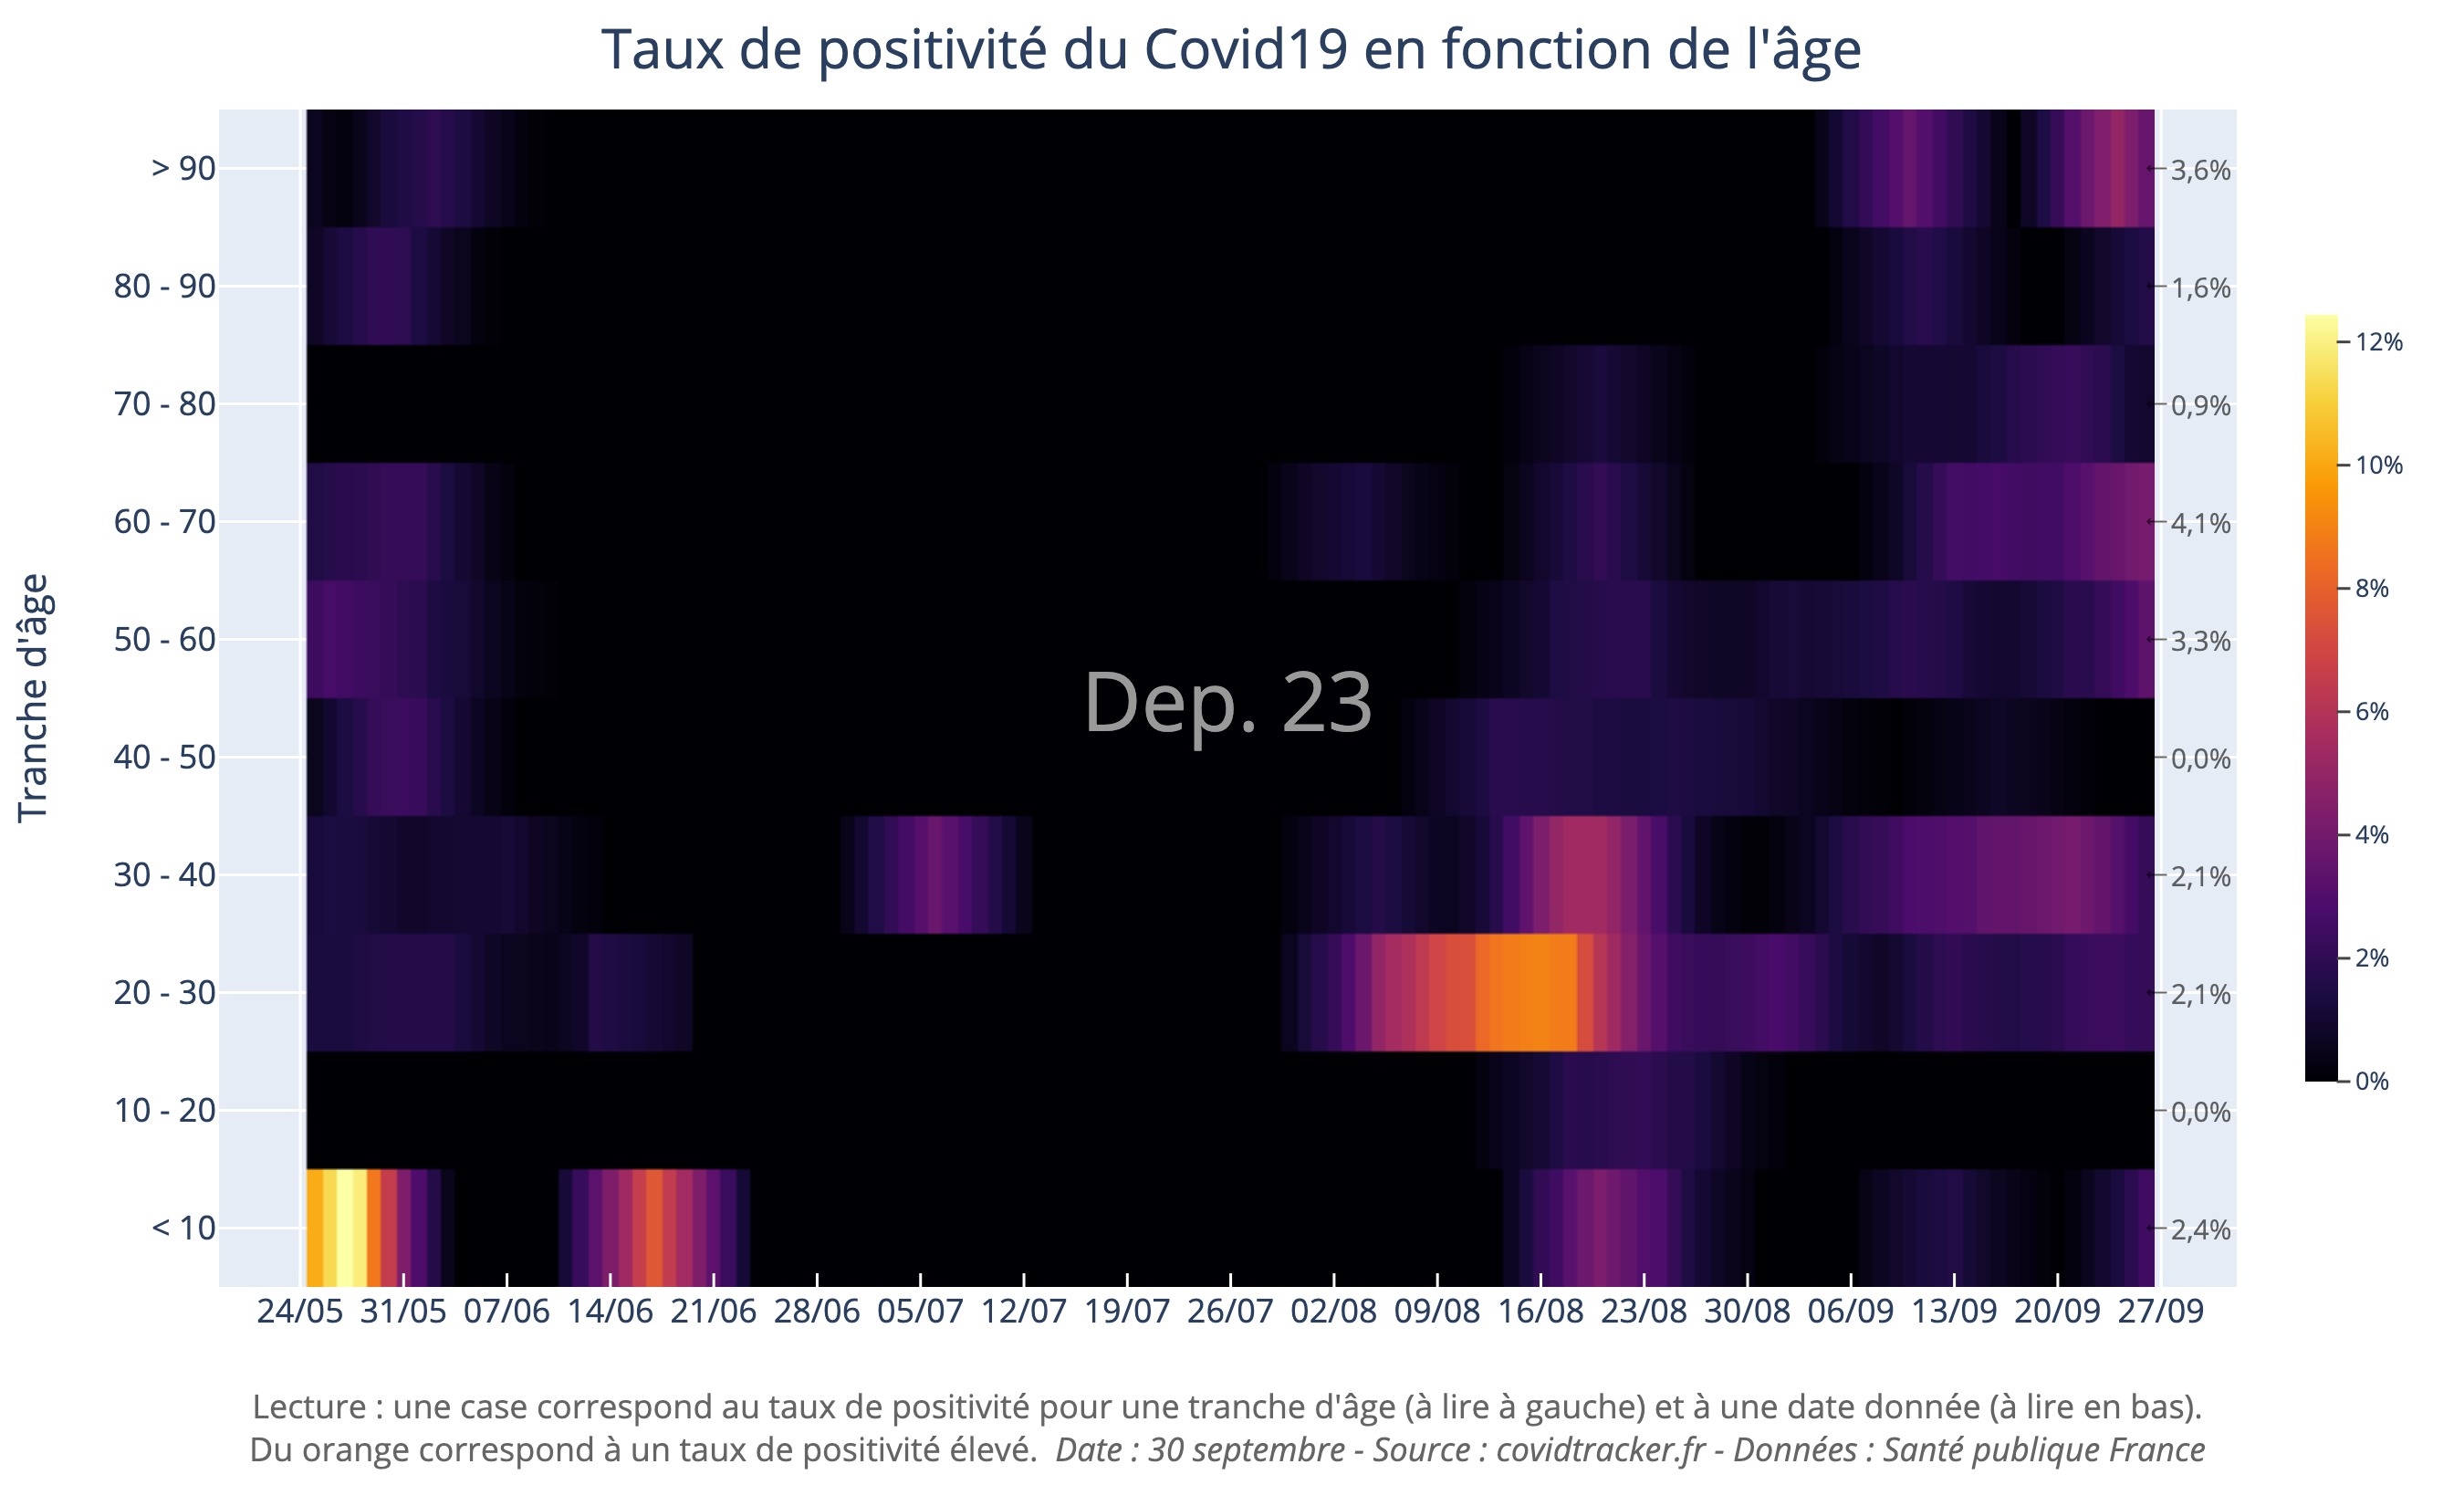 Taux de positivité du Covid19 en fonction de l'âge
Tranche d'âge
> 90
80 - 90
70 - 80
60 - 70
50 - 60
40 - 50
30 - 40
20 - 30
10 - 20
< 10
Dep. 23
3,6%
1,6%
0,9%
4,1%
3,3%
0,0%
2,1%
2,1%
0,0%
2,4%
12%
10%
8%
6%
4%
2%
0%
24/05 31/05 07/06 14/06 21/06 28/06 05/07 12/07 19/07 26/07 02/08 09/08 16/08 23/08 30/08 06/09 13/09 20/09 27/09
Lecture : une case correspond au taux de positivité pour une tranche d'âge (à lire à gauche) et à une date donnée (à lire en bas).
Du orange correspond à un taux de positivité élevé. Date : 30 septembre - Source : covidtracker.fr - Données : Santé publique France